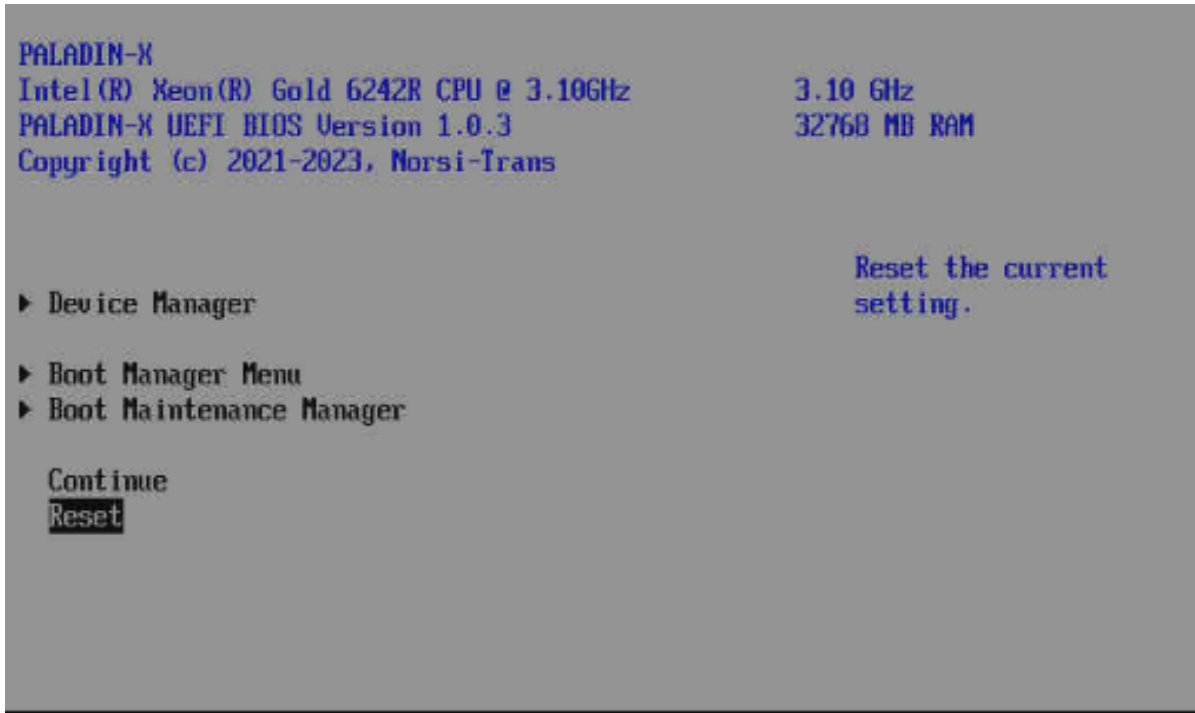 PALADIN-X
Intel(R) Xeon(R) Gold 6242R CPU @ 3.10GHz 3.10 GHz
PALADIN-X UEFI BIOS Version 1.0.3 32768 MB RAM
Copyright (c) 2021-2023, Norsi-Trans
Reset the current
Device Manager setting.
Boot Manager Menu
Boot Maintenance Manager
Continue
Reset